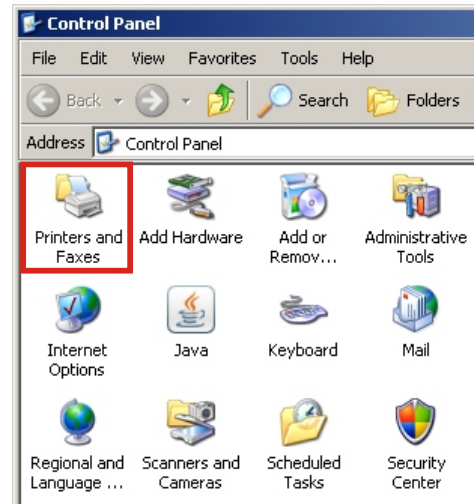 Control Panel
File Edit View Favorites Tools Help
Back Search Folders
Address Control Panel
Printers and Faxes
Add Hardware
Add or Remov...
Administrative Tools
Internet Options
Java
Keyboard
Mail
Regional and Language ...
Scanners and Cameras
Scheduled Tasks
Security Center